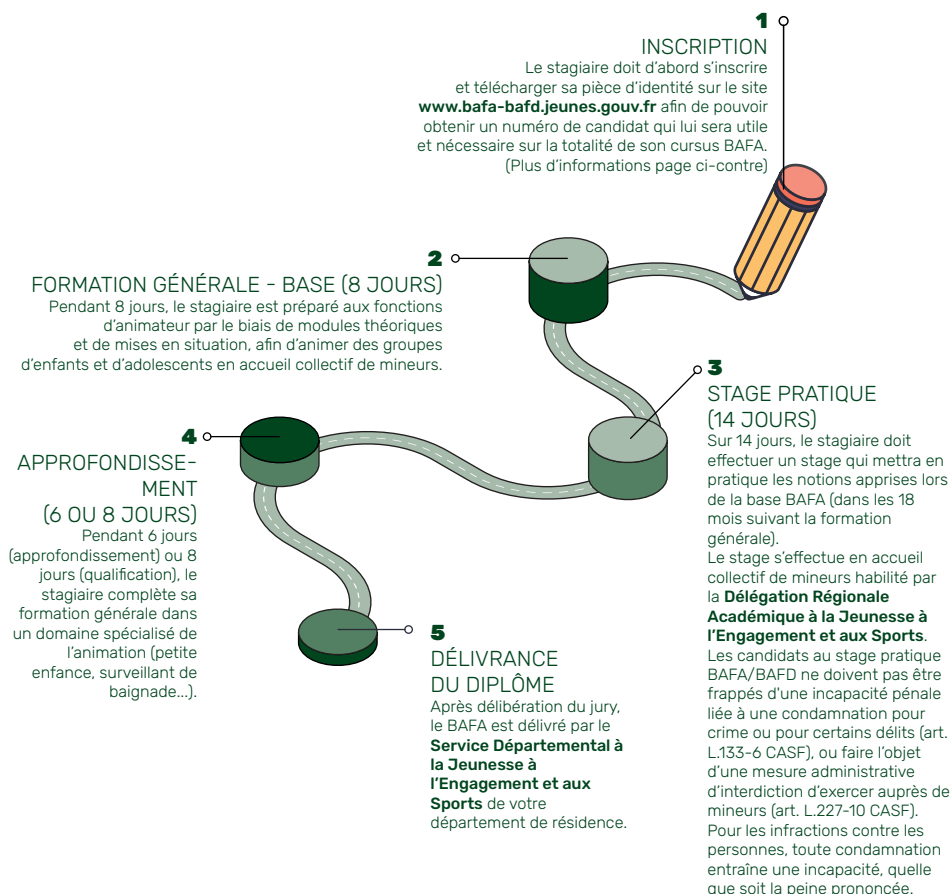 1
INSCRIPTION
Le stagiaire doit d'abord s'inscrire
et télécharger sa pièce d'identité sur le site
www.bafa-bafd.jeunes.gouv.fr afin de pouvoir
obtenir un numéro de candidat qui lui sera utile
et nécessaire sur la totalité de son cursus BAFA.
(Plus d'informations page ci-contre)
2
FORMATION GÉNÉRALE - BASE (8 JOURS)
Pendant 8 jours, le stagiaire est préparé aux fonctions
d'animateur par le biais de modules théoriques
et de mises en situation, afin d'animer des groupes
d'enfants et d'adolescents en accueil collectif de mineurs.
3
STAGE PRATIQUE
(14 JOURS)
Sur 14 jours, le stagiaire doit
effectuer un stage qui mettra en
pratique les notions apprises lors
de la base BAFA (dans les 18
mois suivant la formation
générale).
Le stage s'effectue en accueil
collectif de mineurs habilité par
la Délégation Régionale
Académique à la Jeunesse à
l'Engagement et aux Sports.
Les candidats au stage pratique
BAFA/BAFD ne doivent pas être
frappés d'une incapacité pénale
liée à une condamnation pour
crime ou pour certains délits (art.
L.133-6 CASF), ou faire l'objet
d'une mesure administrative
d'interdiction d'exercer auprès de
mineurs (art. L.227-10 CASF).
Pour les infractions contre les
personnes, toute condamnation
entraîne une incapacité, quelle
que soit la peine prononcée.
4
APPROFONDISSE-
MENT
(6 OU 8 JOURS)
Pendant 6 jours
(approfondissement) ou 8
jours (qualification), le
stagiaire complète sa
formation générale dans
un domaine spécialisé de
l'animation (petite
enfance, surveillant de
baignade...).
5
DÉLIVRANCE
DU DIPLÔME
Après délibération du jury,
le BAFA est délivré par le
Service Départemental à
la Jeunesse à
l'Engagement et aux
Sports de votre
département de résidence.